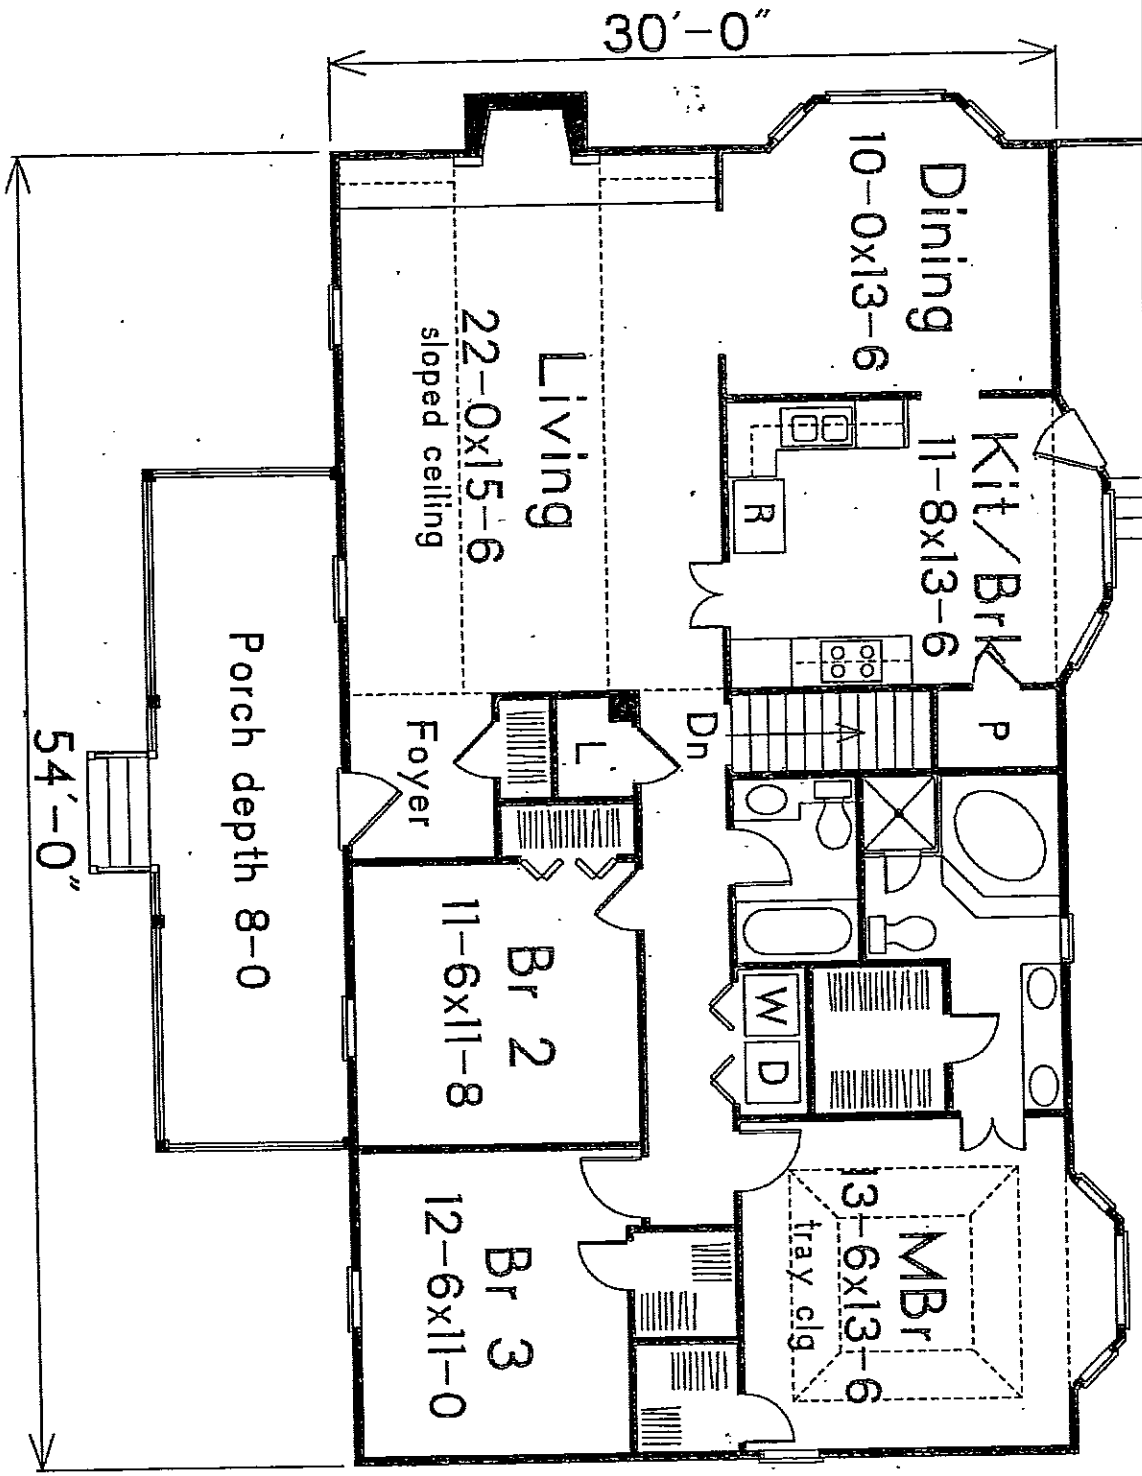 30'-0"
Dining
10-0x13-6
Kit/Brk
11-8x13-6
R
P
Living
22-0x15-6
sloped ceiling
Dn
L
Foyer
W
D
MBr
13-6x13-6
tray clg
Br 2
11-6x11-8
Br 3
12-6x11-0
Porch depth 8-0
54'-0"